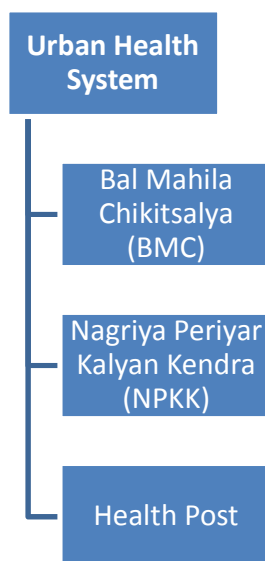 Urban Health
System
Bal Mahila
Chikitsalya
(BMC)
Nagriya Periyar
Kalyan Kendra
(NPKK)
Health Post